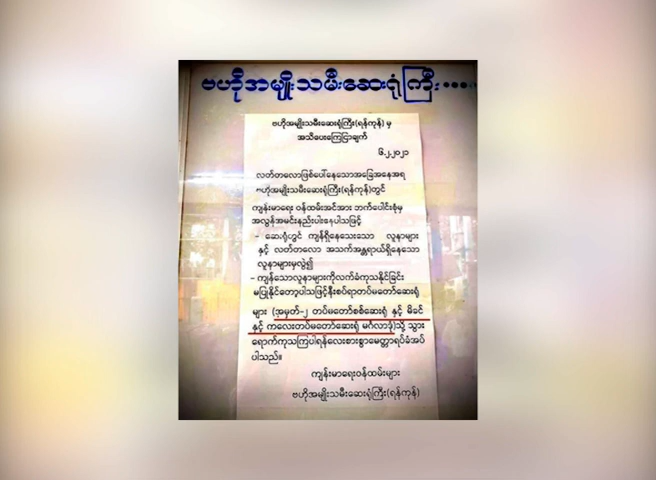 ဗဟိုအမျိုးသမီးဆေးရုံကြီး....
ဗဟိုအမျိုးသမီးဆေးရုံကြီး(ရန်ကုန်) မှ
အသိပေးကြေငြာချက်
၆.၂.၂၀၂၁
လတ်တလောဖြစ်ပေါ်နေသောအခြေအနေအရ
ဗဟိုအမျိုးသမီးဆေးရုံကြီး(ရန်ကုန်)တွင်
ကျန်းမာရေး ဝန်ထမ်းအင်အား ဘက်ပေါင်းစုံမှ
အလွန်အမင်းနည်းပါးနေပါသဖြင့်
- ဆေးရုံတွင် ကျန်ရှိနေသေးသော လူနာများ
နှင့် လတ်တလော အသက်အန္တရာယ်ရှိနေသော
လူနာများမှလွဲ၍
- ကျန်သောလူနာများကိုလက်ခံကုသနိုင်ခြင်း
မပြုနိုင်တော့ပါသဖြင့်နီးစပ်ရာတပ်မတော်ဆေးရုံ
များ (အမှတ်-၂ တပ်မတော်စစ်ဆေးရုံ နှင့် မိခင်
နှင့် ကလေးတပ်မတော်ဆေးရုံ မင်္ဂလာဒုံ)သို့ သွား
ရောက်ကုသကြပါရန်လေးစားစွာမေတ္တာရပ်ခံအပ်
ပါသည်။
ကျန်းမာရေးဝန်ထမ်းများ
ဗဟိုအမျိုးသမီးဆေးရုံကြီး(ရန်ကုန်)